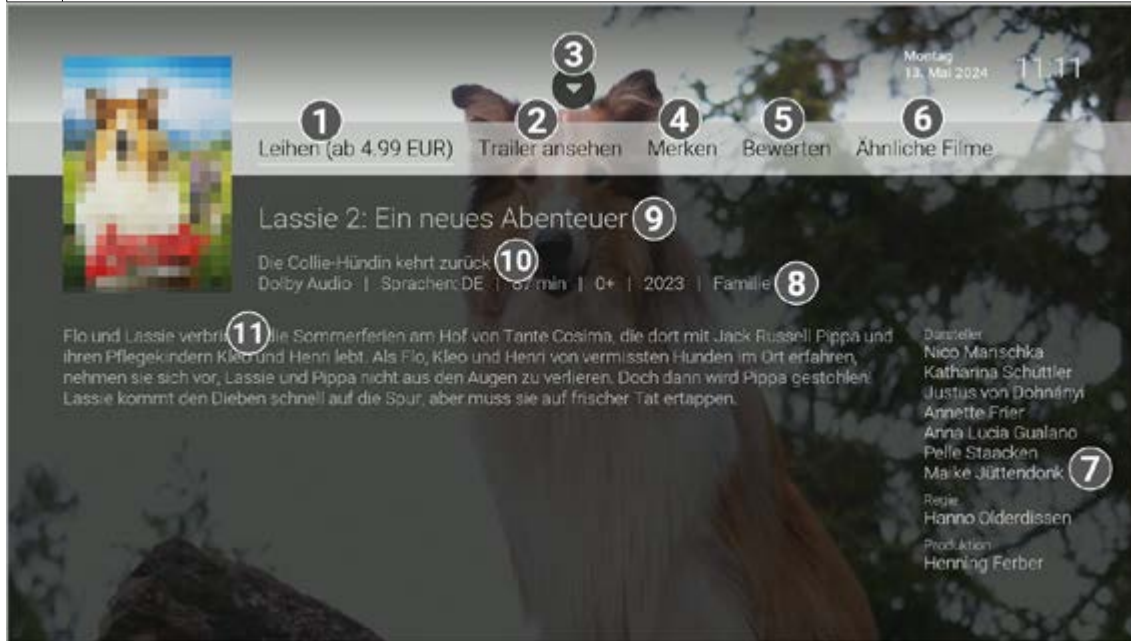 3
Montag
13. Mai 2024
11:11
1
2
4
5
6
Leihen (ab 4.99 EUR) Trailer ansehen Merken Bewerten Ähnliche Filme
Lassie 2: Ein neues Abenteuer 9
Die Collie-Hündin kehrt zurück 10
Dolby Audio | Sprachen: DE | 87 min | 0+ | 2023 | Familie 8
11
Flo und Lassie die Sommerferien am Hof von Tante Cosima, die dort mit Jack Russell Pippa und
ihren Pflegekindern Kleo und Henri lebt. Als Flo, Kleo und Henri von vermissten Hunden im Ort erfahren,
nehmen sie sich vor, Lassie und Pippa nicht aus den Augen zu verlieren. Doch dann wird Pippa gestohlen!
Lassie kommt den Dieben schnell auf die Spur, aber muss sie auf frischer Tat ertappen.
Darsteller
Nico Marischka
Katharina Schüttler
Justus von Dohnányi
Annette Frier
Anna Lucia Gualano
Pelle Staacken
Maike Jüttendonk 7
Regie
Hanno Olderdissen
Produktion
Henning Ferber